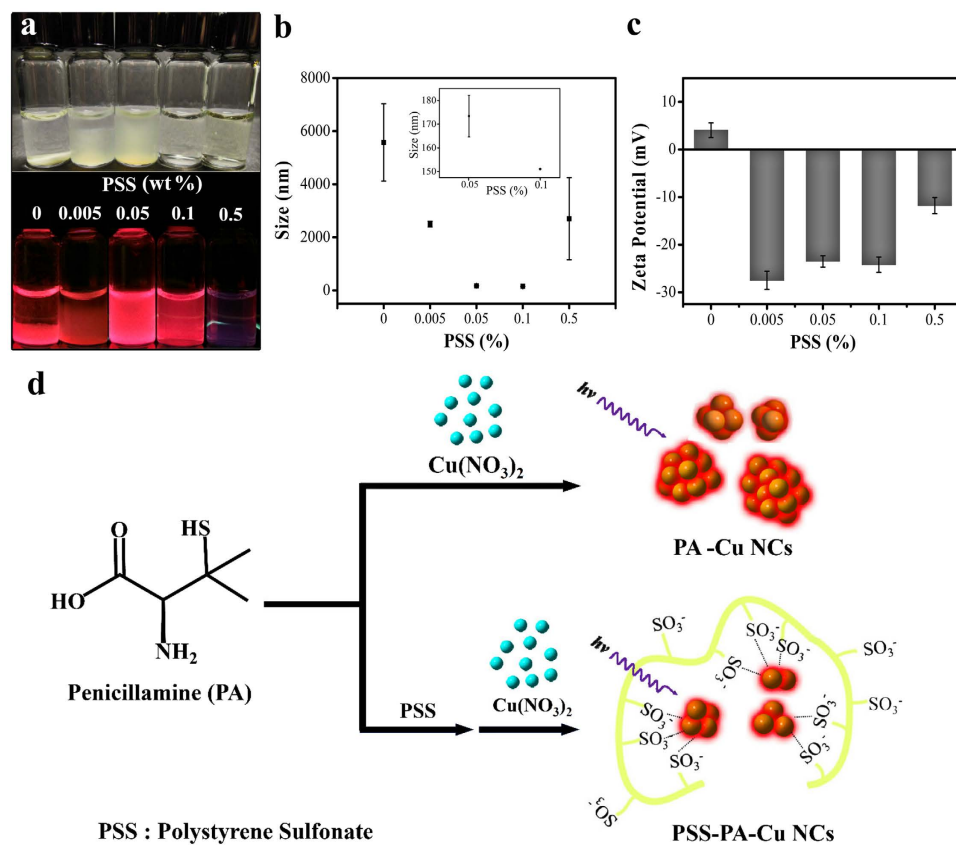 a
PSS (wt %)
0 0.005 0.05 0.1 0.5
b
8000
6000
4000
2000
0
Size (nm)
0 0.005 0.05 0.1 0.5
PSS (%)
180
170
160
150
Size (nm)
0.05 0.1
PSS (%)
c
10
0
-10
-20
-30
Zeta Potential (mV)
0 0.005 0.05 0.1 0.5
PSS (%)
d
Cu(NO3)2
hν
PA -Cu NCs
O
HS
HO
NH2
Penicillamine (PA)
PSS
Cu(NO3)2
hν
SO3-
SO3-
SO3-
SO3-
SO3-
SO3-
SO3-
SO3-
SO3-
SO3-
SO3-
SO3-
SO3-
PSS-PA-Cu NCs
PSS : Polystyrene Sulfonate